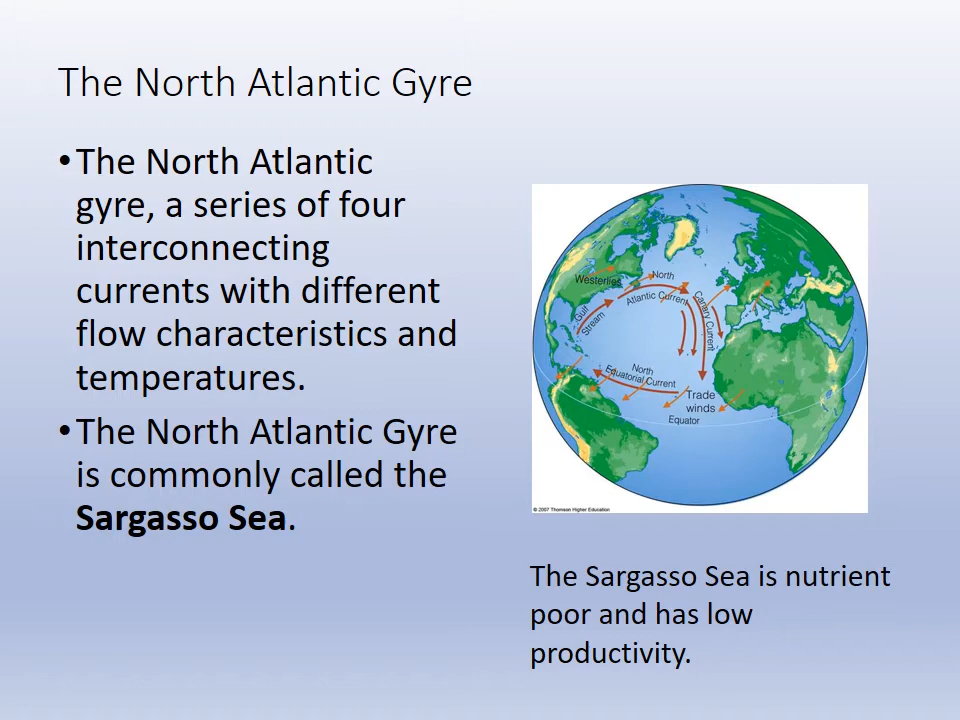 The North Atlantic Gyre
•The North Atlantic
gyre, a series of four
interconnecting
currents with different
flow characteristics and
temperatures.
•The North Atlantic Gyre
is commonly called the
Sargasso Sea.
Westerlies
North
Atlantic Current
Gulf
Stream
Canary Current
North
Equatorial Current
Trade
winds
Equator
© 2007 Thomson Higher Education
The Sargasso Sea is nutrient
poor and has low
productivity.